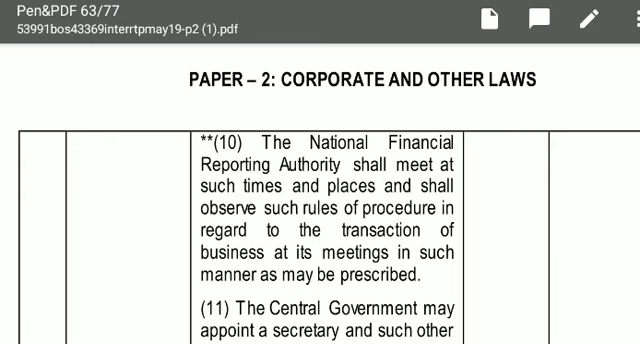 Pen&PDF 63/77
53991bos43369interrtpmay19-p2 (1).pdf
PAPER – 2: CORPORATE AND OTHER LAWS
**(10) The National Financial
Reporting Authority shall meet at
such times and places and shall
observe such rules of procedure in
regard to the transaction of
business at its meetings in such
manner as may be prescribed.
(11) The Central Government may
appoint a secretary and such other